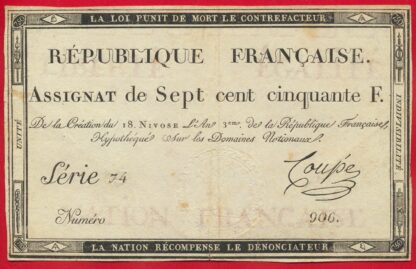 LA LOI PUNIT DE MORT LE CONTREFACTEUR
RÉPUBLIQUE FRANÇAISE.
ASSIGNAT de Sept cent cinquante F.
De la Création du 18. Nivose L'An 3me. de la République Française,
Hypothéqué Sur les Domaines Nationaux.
Série 74
Coupé
Numéro 906.
LA NATION RÉCOMPENSE LE DÉNONCIATEUR